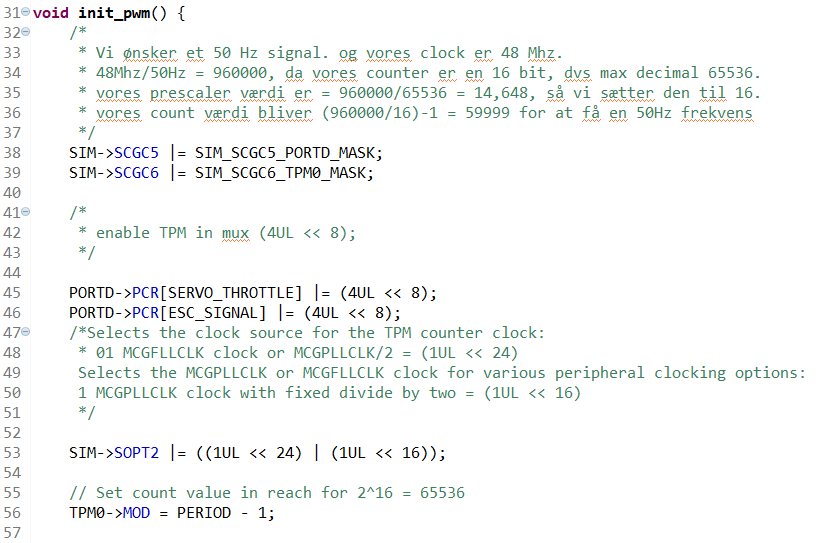 31 void init_pwm() {
32 /*
33 * Vi ønsker et 50 Hz signal. og vores clock er 48 Mhz.
34 * 48Mhz/50Hz = 960000, da vores counter er en 16 bit, dvs max decimal 65536.
35 * vores prescaler værdi er = 960000/65536 = 14,648, så vi sætter den til 16.
36 * vores count værdi bliver (960000/16)-1 = 59999 for at få en 50Hz frekvens
37 */
38 SIM->SCGC5 |= SIM_SCGC5_PORTD_MASK;
39 SIM->SCGC6 |= SIM_SCGC6_TPM0_MASK;
40
41 /*
42 * enable TPM in mux (4UL << 8);
43 */
44
45 PORTD->PCR[SERVO_THROTTLE] |= (4UL << 8);
46 PORTD->PCR[ESC_SIGNAL] |= (4UL << 8);
47 /*Selects the clock source for the TPM counter clock:
48 * 01 MCGFLLCLK clock or MCGPLLCLK/2 = (1UL << 24)
49 Selects the MCGPLLCLK or MCGFLLCLK clock for various peripheral clocking options:
50 1 MCGPLLCLK clock with fixed divide by two = (1UL << 16)
51 */
52
53 SIM->SOPT2 |= ((1UL << 24) | (1UL << 16));
54
55 // Set count value in reach for 2^16 = 65536
56 TPM0->MOD = PERIOD - 1;
57